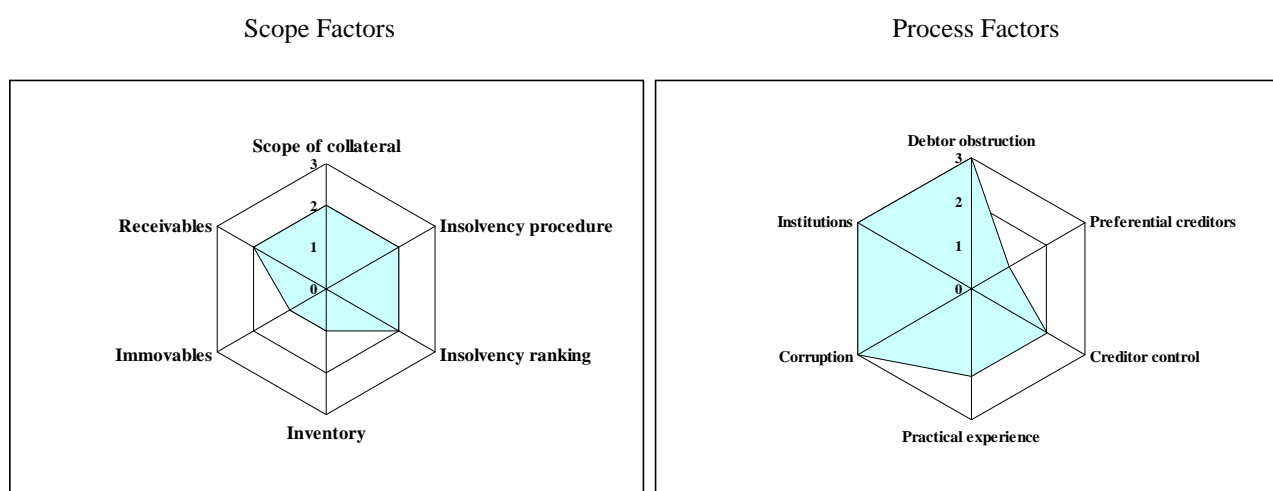 Scope Factors
Process Factors
Scope of collateral
3
Receivables
2
Insolvency procedure
1
0
Immovables
Insolvency ranking
Inventory
Debtor obstruction
3
Institutions
2
Preferential creditors
1
0
Corruption
Creditor control
Practical experience